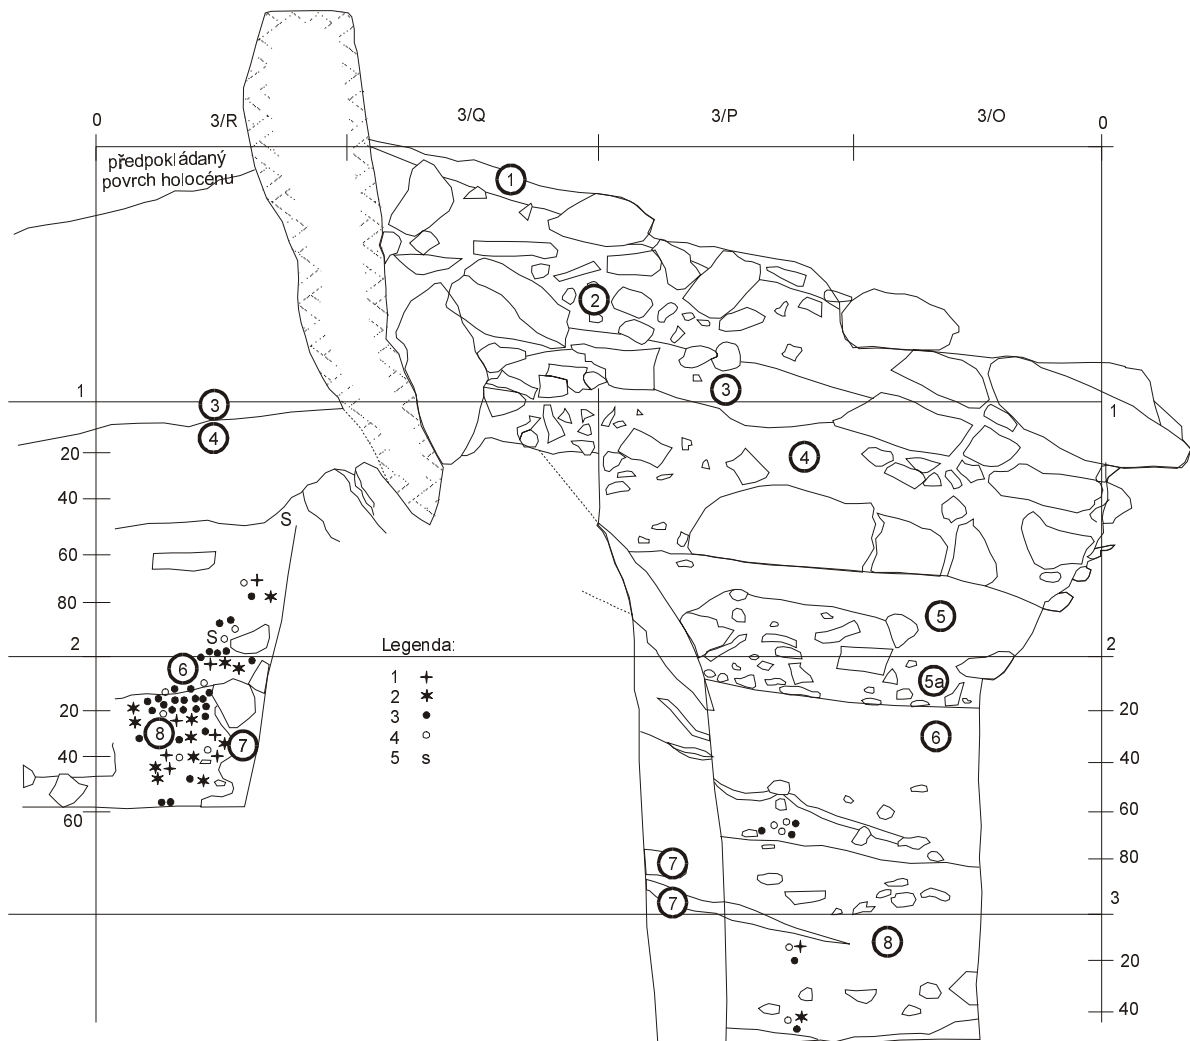 0 3/R 3/Q 3/P 3/O 0
předpokládaný
povrch holocénu
1
2
1 3 3 1
4 4
20
40 S
60
80 5
S Legenda:
2 2
6 1 5a
20 2 20
8 7 3 6
40 4 40
5 s
60 60
7 80
7 3
8
20
40